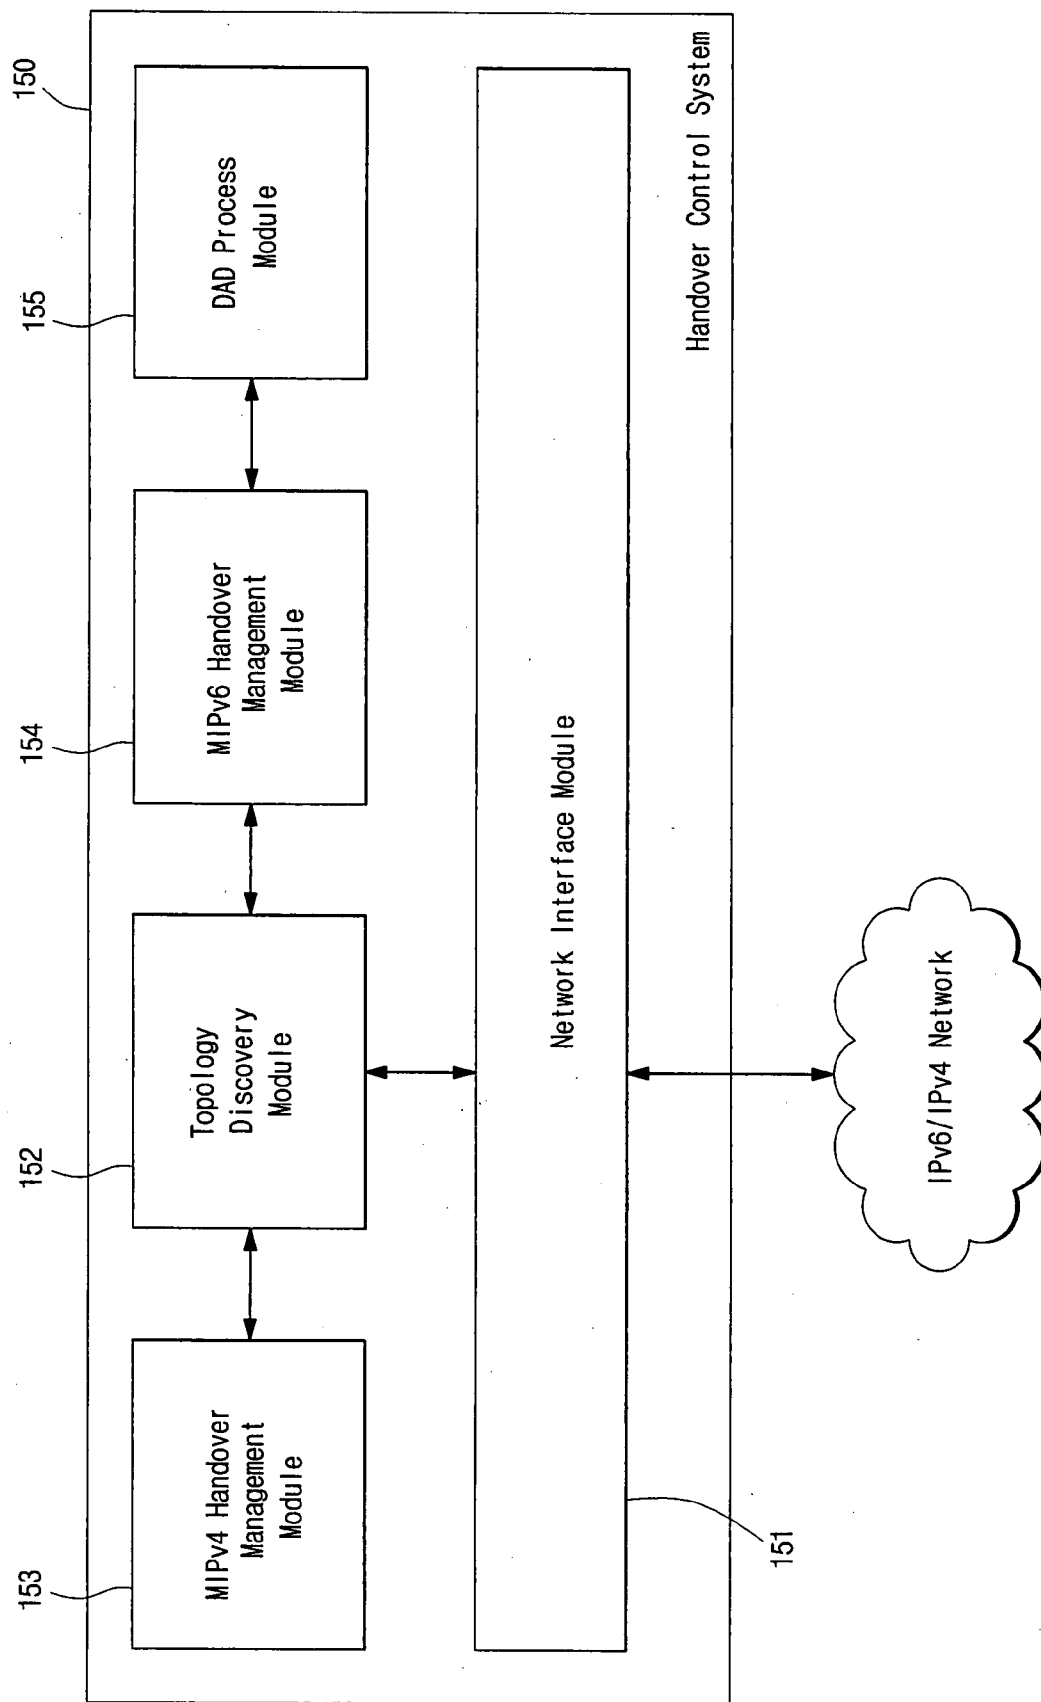 150
153
MIPv4 Handover
Management
Module
152
Topology
Discovery
Module
154
MIPv6 Handover
Management
Module
155
DAD Process
Module
151
Network Interface Module
Handover Control System
IPv6/IPv4 Network